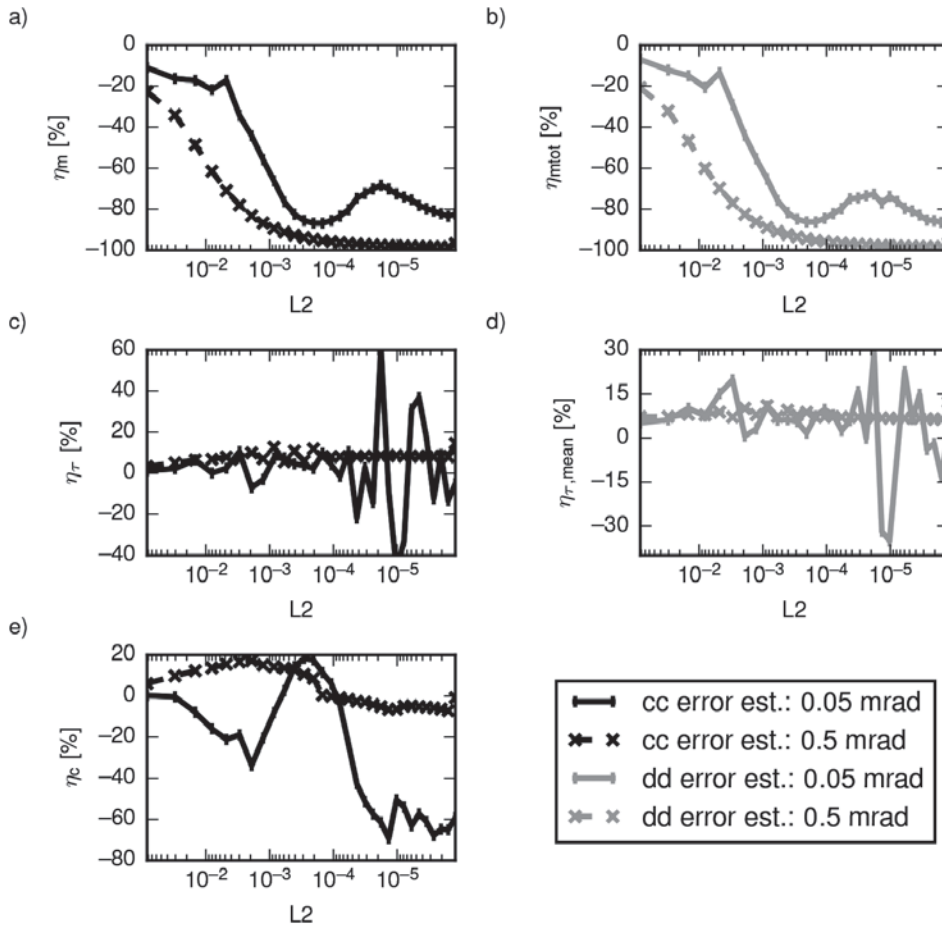 a)
b)
0
−20
−40
−60
−80
−100
ηm [%]
10−2 10−3 10−4 10−5
L2
0
−20
−40
−60
−80
−100
ηmtot [%]
10−2 10−3 10−4 10−5
L2
c)
d)
60
40
20
0
−20
−40
ητ [%]
10−2 10−3 10−4 10−5
L2
30
15
0
−15
−30
ητ,mean [%]
10−2 10−3 10−4 10−5
L2
e)
20
0
−20
−40
−60
−80
ηc [%]
10−2 10−3 10−4 10−5
L2
cc error est.: 0.05 mrad
cc error est.: 0.5 mrad
dd error est.: 0.05 mrad
dd error est.: 0.5 mrad